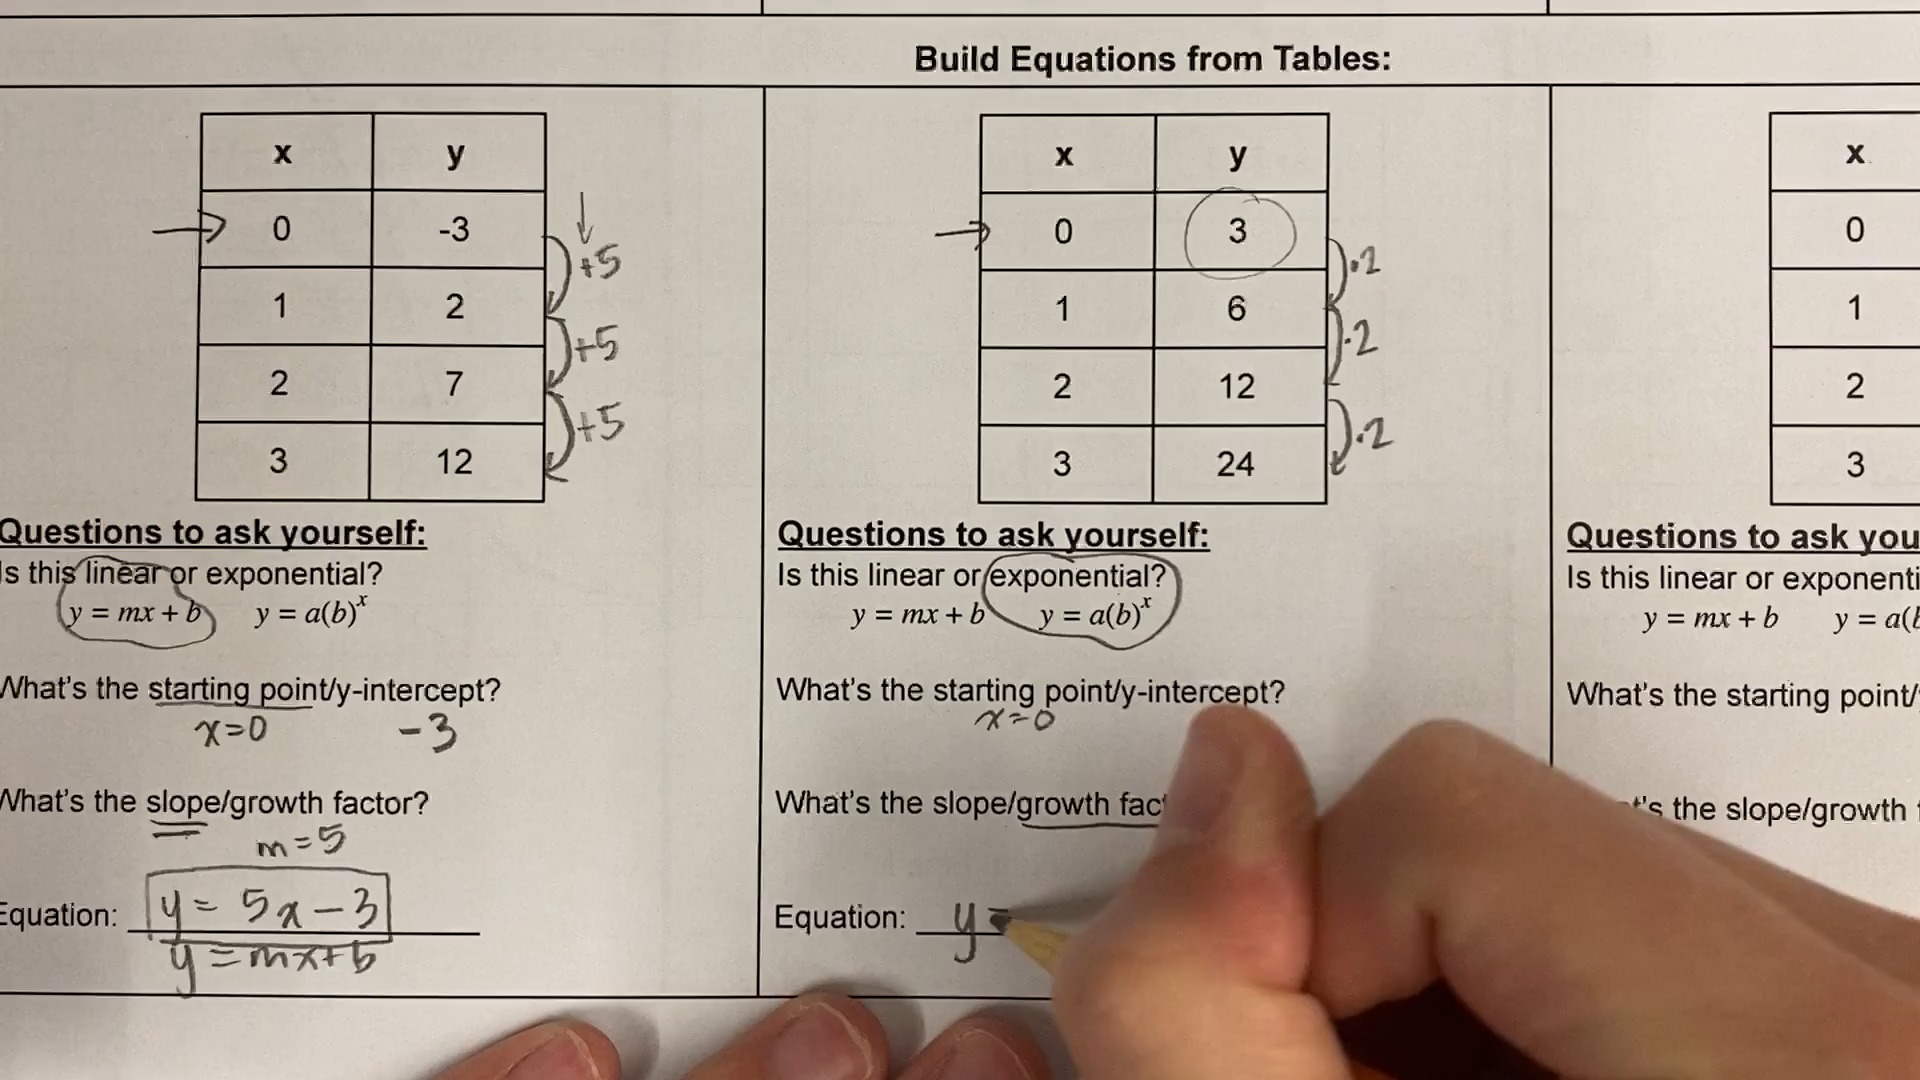 Build Equations from Tables:
x y
0 -3
1 2
2 7
3 12
+5
+5
+5
Questions to ask yourself:
Is this linear or exponential?
y = mx + b y = a(b)^x
What's the starting point/y-intercept?
x=0 -3
What's the slope/growth factor?
m=5
Equation: y = 5x-3
y=mx+b
x y
0 3
1 6
2 12
3 24
·2
·2
·2
Questions to ask yourself:
Is this linear or exponential?
y = mx + b y = a(b)^x
What's the starting point/y-intercept?
x=0
What's the slope/growth fac
Equation: y=
x
0
1
2
3
Questions to ask you
Is this linear or exponenti
y = mx + b y = a(
What's the starting point/
's the slope/growth